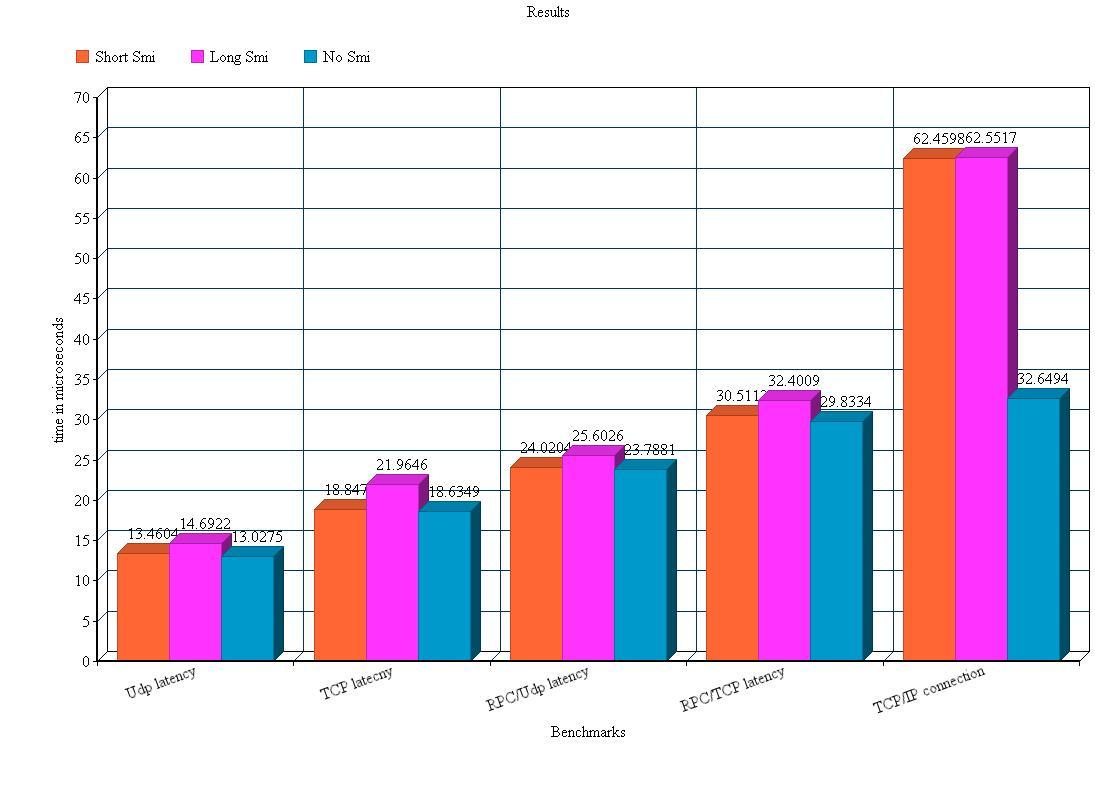 Results
Short Smi Long Smi No Smi
70
65
60
55
50
45
40
35
30
25
20
15
10
5
0
time in microseconds
13.4604 14.6922 13.0275
18.847 21.9646 18.6349
24.0204 25.6026 23.7881
32.4009 29.8334
62.4598 62.5517 32.6494
Udp latency TCP latecny RPC/Udp latency RPC/TCP latency TCP/IP connection
Benchmarks